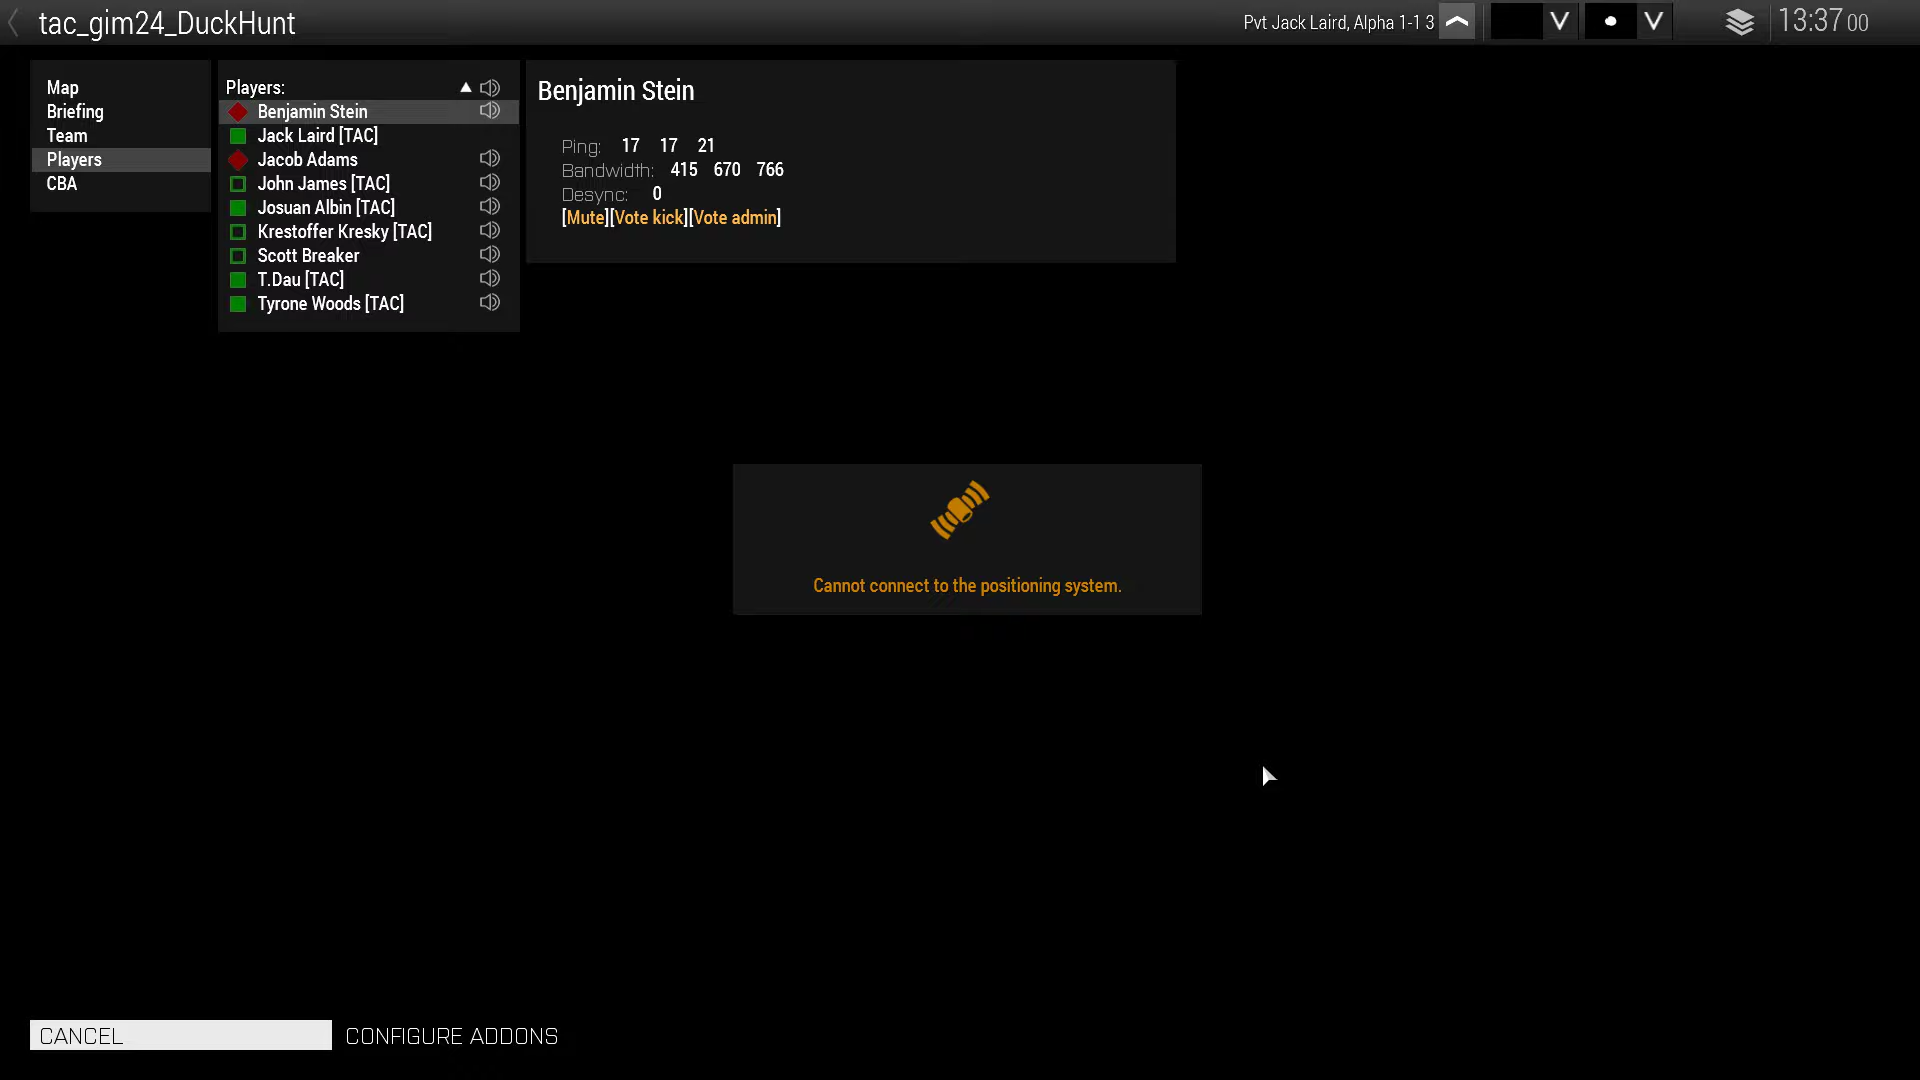 tac_gim24_DuckHunt
Pvt Jack Laird, Alpha 1-1 3
13:37 00
Map
Briefing
Team
Players
CBA
Players:
Benjamin Stein
Jack Laird [TAC]
Jacob Adams
John James [TAC]
Josuan Albin [TAC]
Krestoffer Kresky [TAC]
Scott Breaker
T.Dau [TAC]
Tyrone Woods [TAC]
Benjamin Stein
Ping: 17 17 21
Bandwidth: 415 670 766
Desync: 0
[Mute][Vote kick][Vote admin]
Cannot connect to the positioning system.
CANCEL
CONFIGURE ADDONS